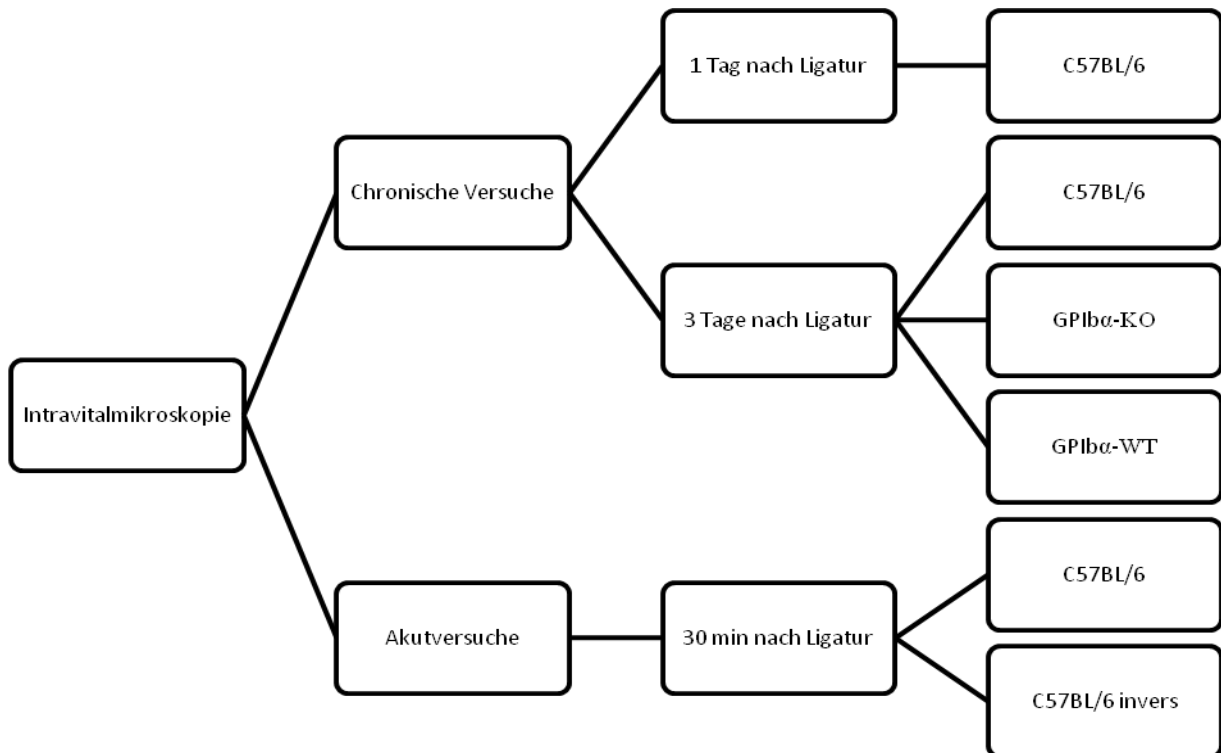 Intravitalmikroskopie
Chronische Versuche
1 Tag nach Ligatur
C57BL/6
3 Tage nach Ligatur
C57BL/6
GPIbα-KO
GPIbα-WT
Akutversuche
30 min nach Ligatur
C57BL/6
C57BL/6 invers